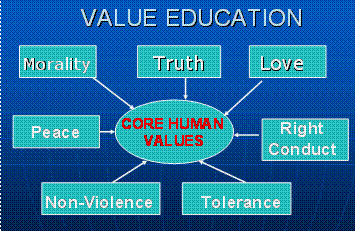 VALUE EDUCATION
Morality
Truth
Love
Peace
CORE HUMAN
VALUES
Right
Conduct
Non-Violence
Tolerance